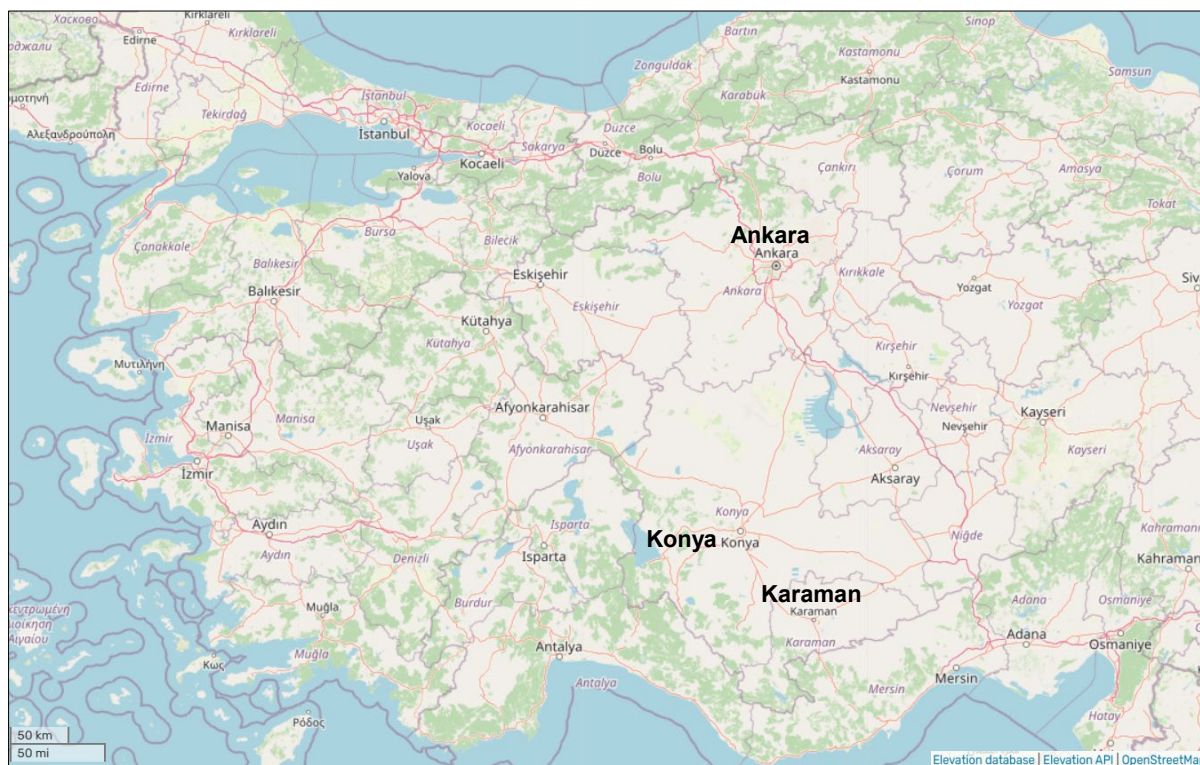 Хасково
Kırklareli
Edirne
Kırklareli
Edirne
Tekirdağ
Αλεξανδρούπολη
İstanbul
İstanbul
Kocaeli
Kocaeli
Sakarya
Düzce
Düzce
Bolu
Bolu
Zonguldak
Bartın
Karabük
Kastamonu
Kastamonu
Sinop
Samsun
Yalova
Çankırı
Çorum
Amasya
Tokat
Çanakkale
Bursa
Bilecik
Balıkesir
Balıkesir
Eskişehir
Eskişehir
Ankara
Ankara
Ankara
Kırıkkale
Yozgat
Yozgat
Siv
Kütahya
Kütahya
Μυτιλήνη
Kırşehir
Kırşehir
Manisa
Manisa
Uşak
Uşak
Afyonkarahisar
Afyonkarahisar
Nevşehir
Nevşehir
Kayseri
Kayseri
İzmir
İzmir
Aksaray
Aksaray
Aydın
Aydın
Denizli
Isparta
Isparta
Konya
Konya
Konya
Niğde
Kahramanm
Kahraman
Karaman
Karaman
Karaman
Burdur
Muğla
Muğla
Antalya
Antalya
Adana
Adana
Osmaniye
Osmaniye
Mersin
Mersin
Hatay
Κως
Ρόδος
50 km
50 mi
Elevation database | Elevation API | OpenStreetMa